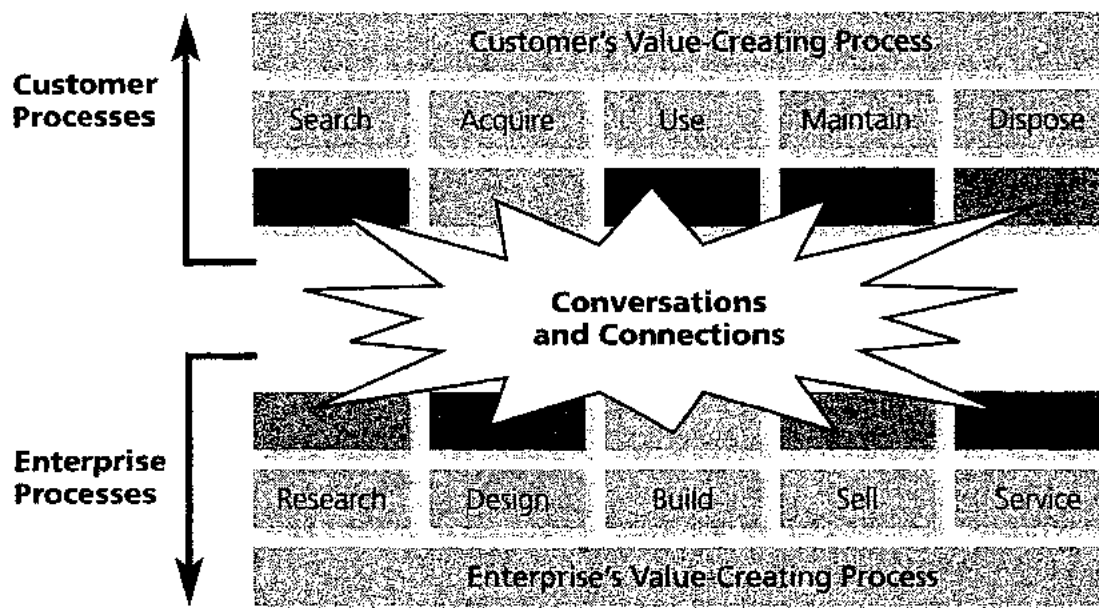 Customer's Value-Creating Process
Customer
Processes
Search Acquire Use Maintain Dispose
Conversations
and Connections
Enterprise
Processes
Research Design Build Sell Service
Enterprise's Value-Creating Process